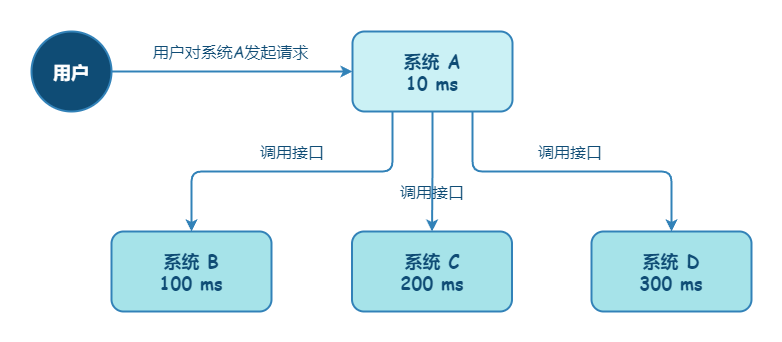 用户对系统A发起请求
用户
系统 A
10 ms
调用接口
调用接口
调用接口
系统 B
100 ms
系统 C
200 ms
系统 D
300 ms